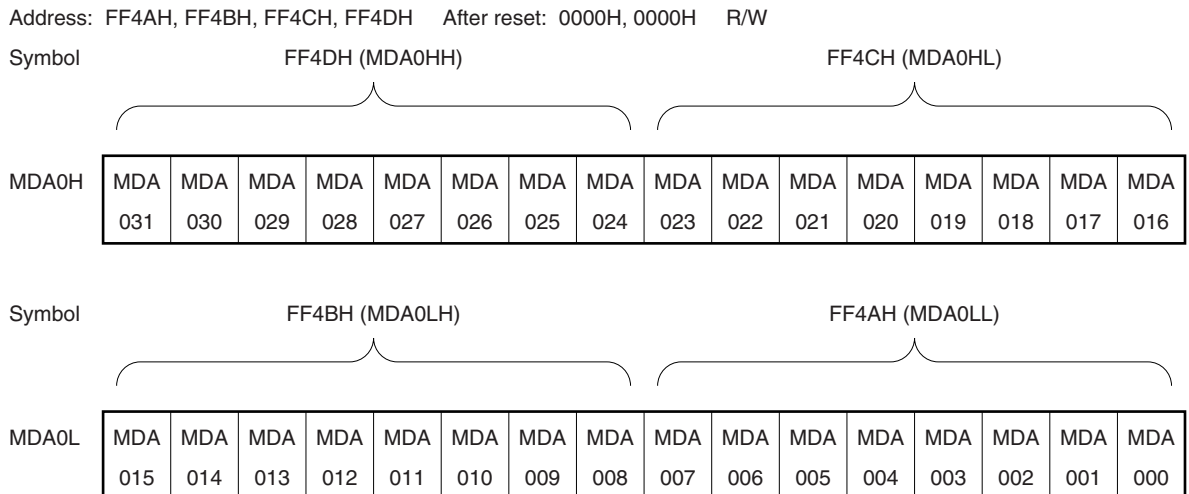 Address: FF4AH, FF4BH, FF4CH, FF4DH After reset: 0000H, 0000H R/W
Symbol FF4DH (MDA0HH) FF4CH (MDA0HL)
MDA0H MDA MDA MDA MDA MDA MDA MDA MDA MDA MDA MDA MDA MDA MDA MDA MDA
031 030 029 028 027 026 025 024 023 022 021 020 019 018 017 016
Symbol FF4BH (MDA0LH) FF4AH (MDA0LL)
MDA0L MDA MDA MDA MDA MDA MDA MDA MDA MDA MDA MDA MDA MDA MDA MDA MDA
015 014 013 012 011 010 009 008 007 006 005 004 003 002 001 000